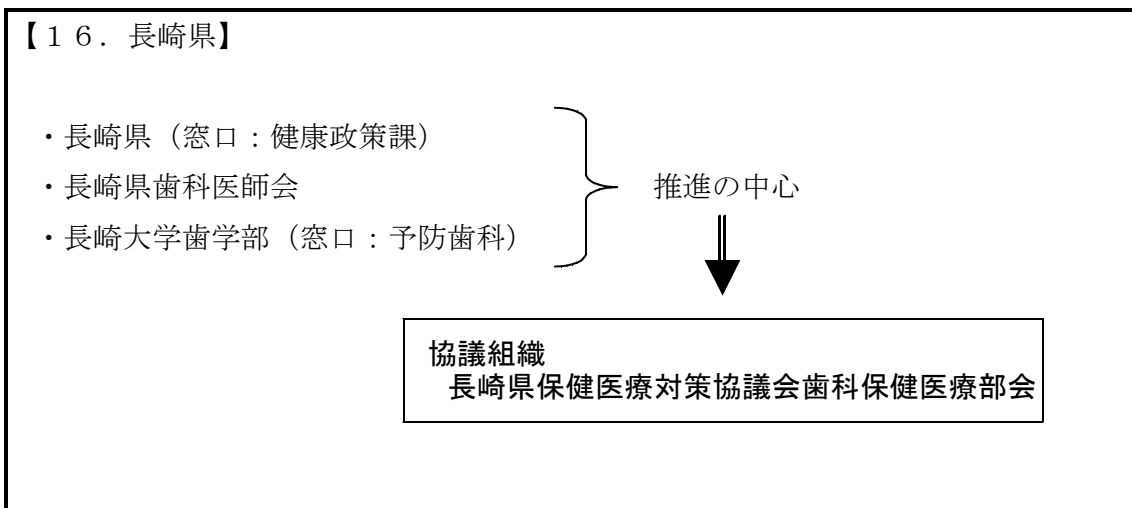 【１６．長崎県】
・長崎県（窓口：健康政策課）
・長崎県歯科医師会
・長崎大学歯学部（窓口：予防歯科）
推進の中心
協議組織
長崎県保健医療対策協議会歯科保健医療部会